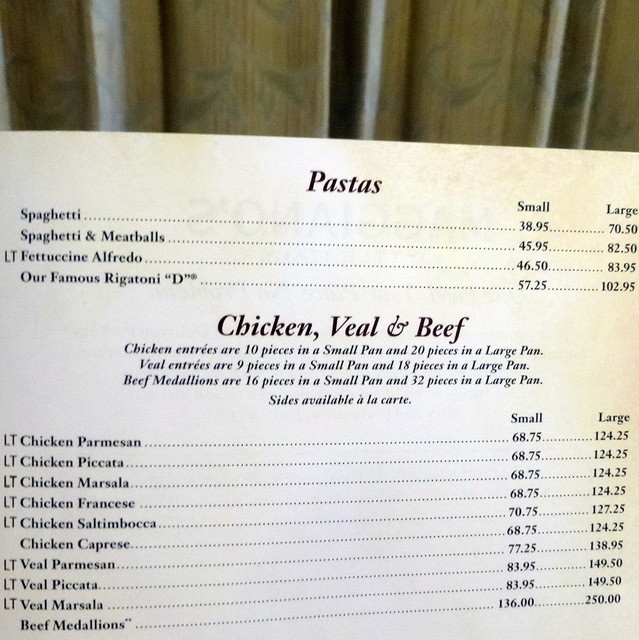 Pastas
Small Large
Spaghetti 38.95 70.50
Spaghetti & Meatballs 45.95 82.50
LT Fettuccine Alfredo 46.50 83.95
Our Famous Rigatoni “D”® 57.25 102.95
Chicken, Veal & Beef
Chicken entrées are 10 pieces in a Small Pan and 20 pieces in a Large Pan.
Veal entrées are 9 pieces in a Small Pan and 18 pieces in a Large Pan.
Beef Medallions are 16 pieces in a Small Pan and 32 pieces in a Large Pan.
Sides available à la carte.
Small Large
LT Chicken Parmesan 68.75 124.25
LT Chicken Piccata 68.75 124.25
LT Chicken Marsala 68.75 124.25
LT Chicken Francese 68.75 124.25
LT Chicken Saltimbocca 70.75 127.25
Chicken Caprese 68.75 124.25
LT Veal Parmesan 77.25 138.95
LT Veal Piccata 83.95 149.50
LT Veal Marsala 83.95 149.50
Beef Medallions** 136.00 250.00